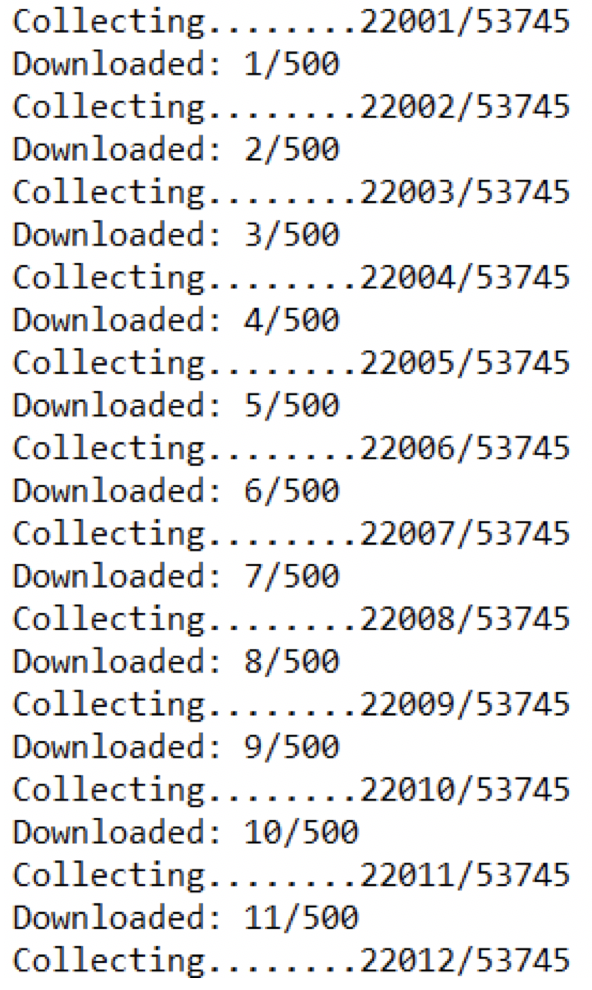 Collecting........22001/53745
Downloaded: 1/500
Collecting........22002/53745
Downloaded: 2/500
Collecting........22003/53745
Downloaded: 3/500
Collecting........22004/53745
Downloaded: 4/500
Collecting........22005/53745
Downloaded: 5/500
Collecting........22006/53745
Downloaded: 6/500
Collecting........22007/53745
Downloaded: 7/500
Collecting........22008/53745
Downloaded: 8/500
Collecting........22009/53745
Downloaded: 9/500
Collecting........22010/53745
Downloaded: 10/500
Collecting........22011/53745
Downloaded: 11/500
Collecting........22012/53745